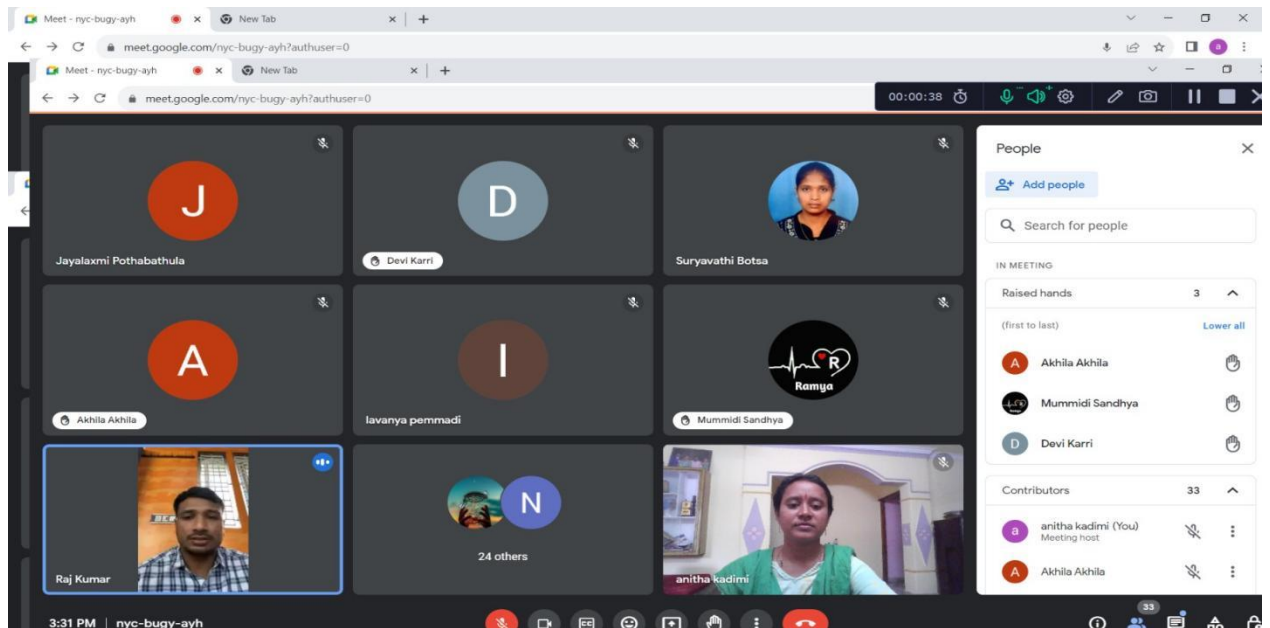 Meet - nyc-bugy-ayh
New Tab
meet.google.com/nyc-bugy-ayh?authuser=0
a
Meet - nyc-bugy-ayh
New Tab
meet.google.com/nyc-bugy-ayh?authuser=0
00:00:38
J
Jayalaxmi Pothabathula
D
Devi Karri
Suryavathi Botsa
A
Akhila Akhila
l
lavanya pemmadi
R
Ramya
Mummidi Sandhya
Raj Kumar
N
24 others
anitha kadimi
People
Add people
Search for people
IN MEETING
Raised hands 3
(first to last) Lower all
A Akhila Akhila
Mummidi Sandhya
D Devi Karri
Contributors 33
a anitha kadimi (You)
Meeting host
A Akhila Akhila
3:31 PM | nyc-bugy-ayh
CC
33